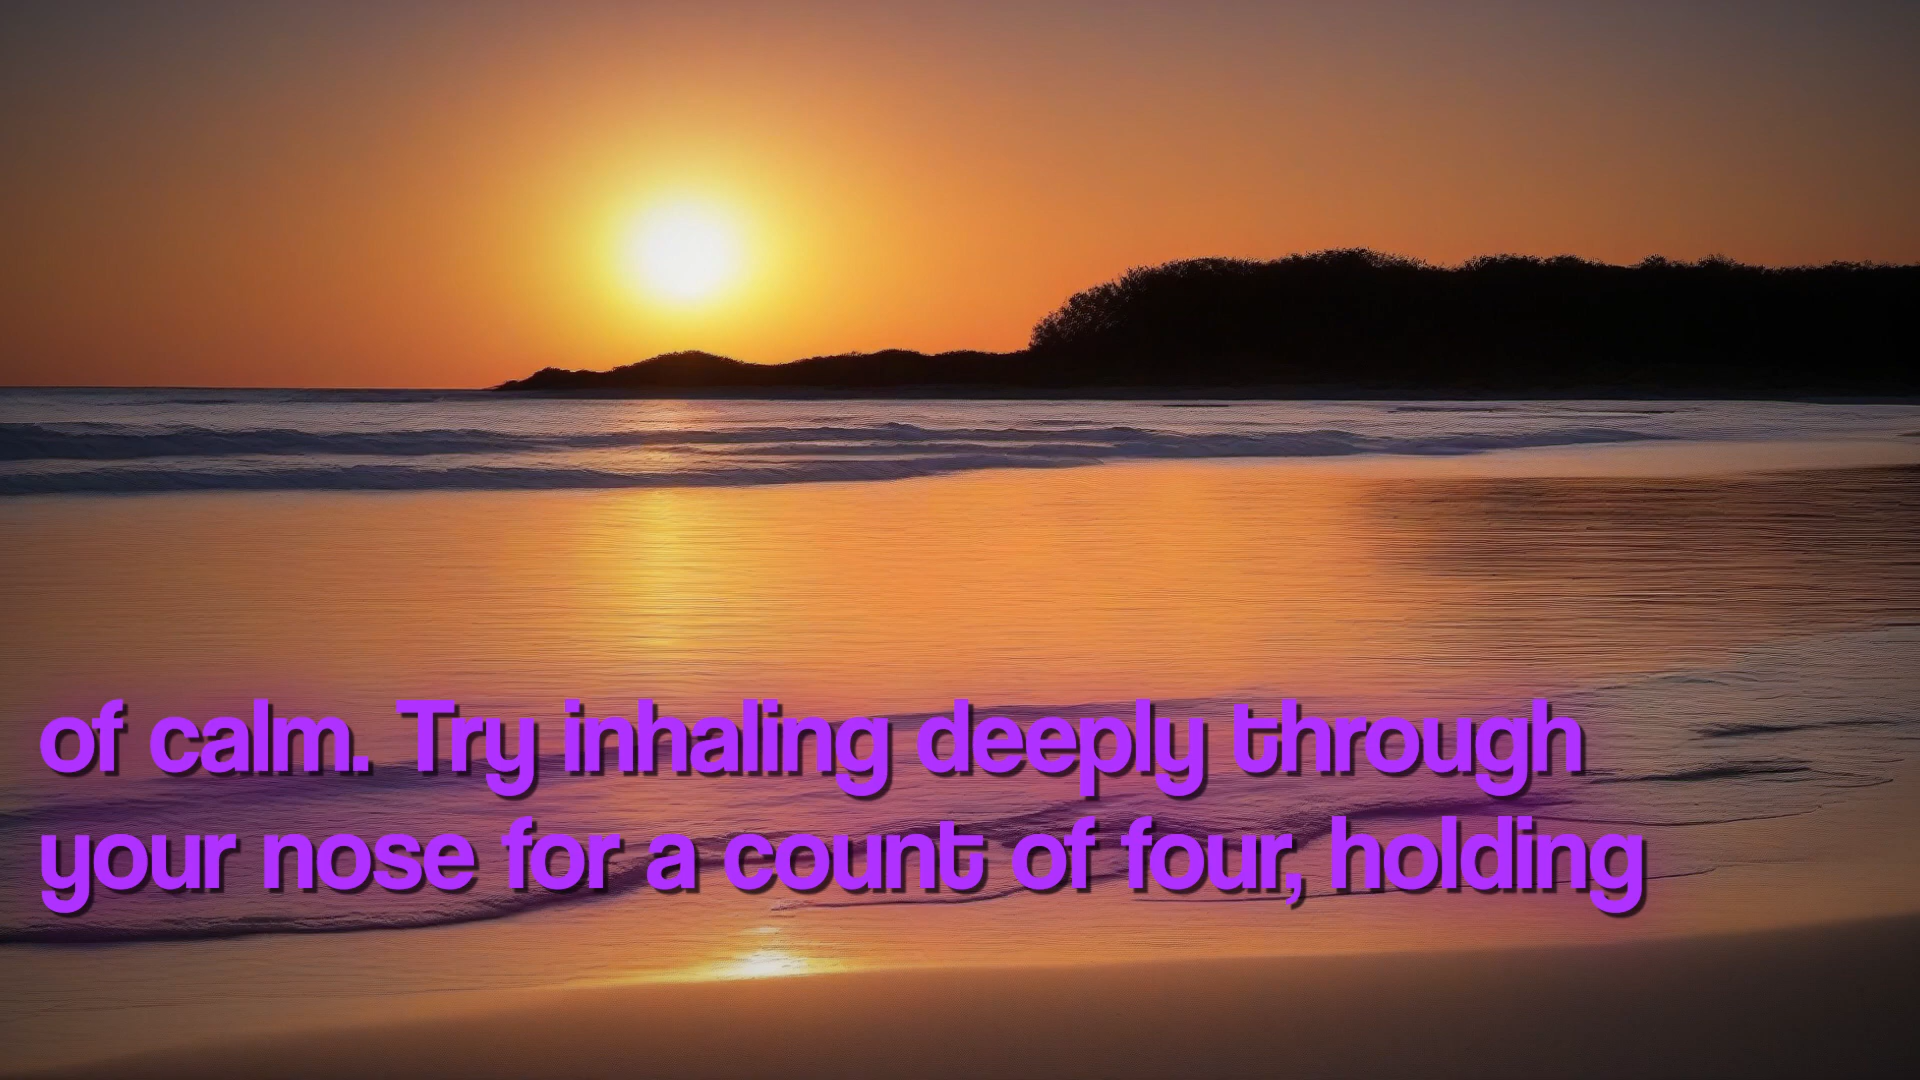 of calm. Try inhaling deeply through
your nose for a count of four, holding